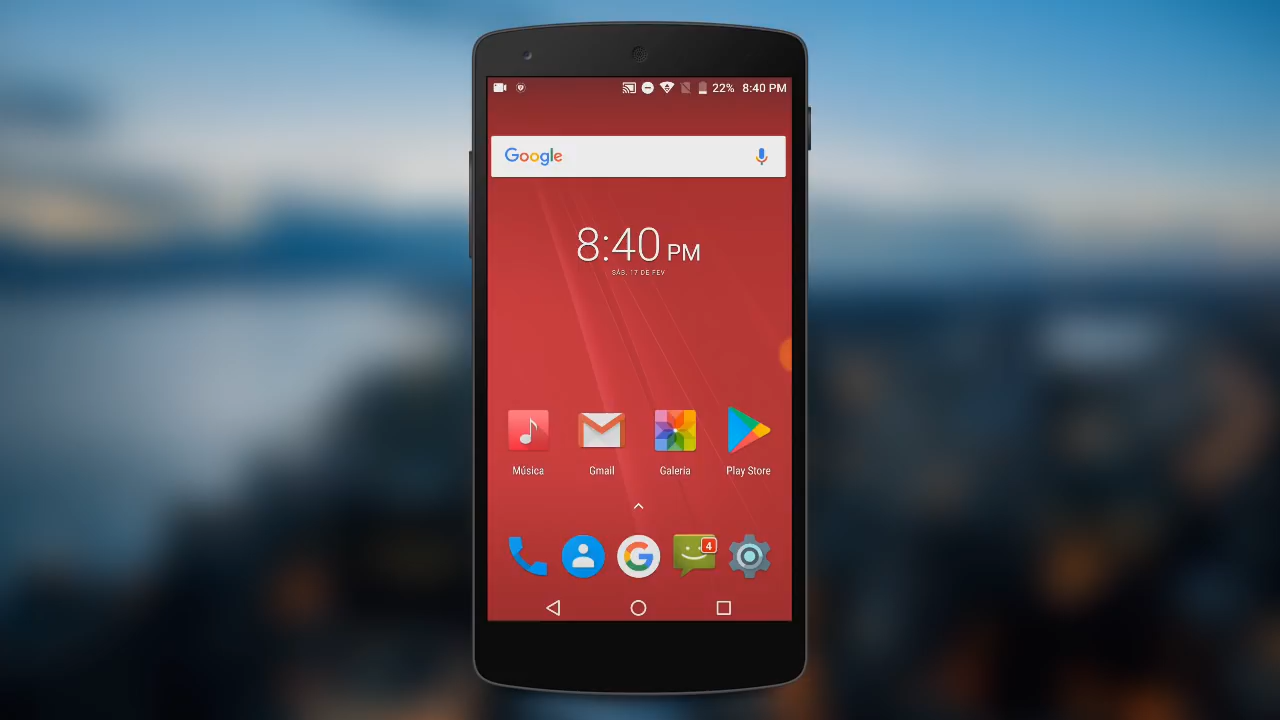 22% 8:40 PM
Google
8:40 PM
SÁB, 17 DE FEV
Música Gmail Galeria Play Store
4